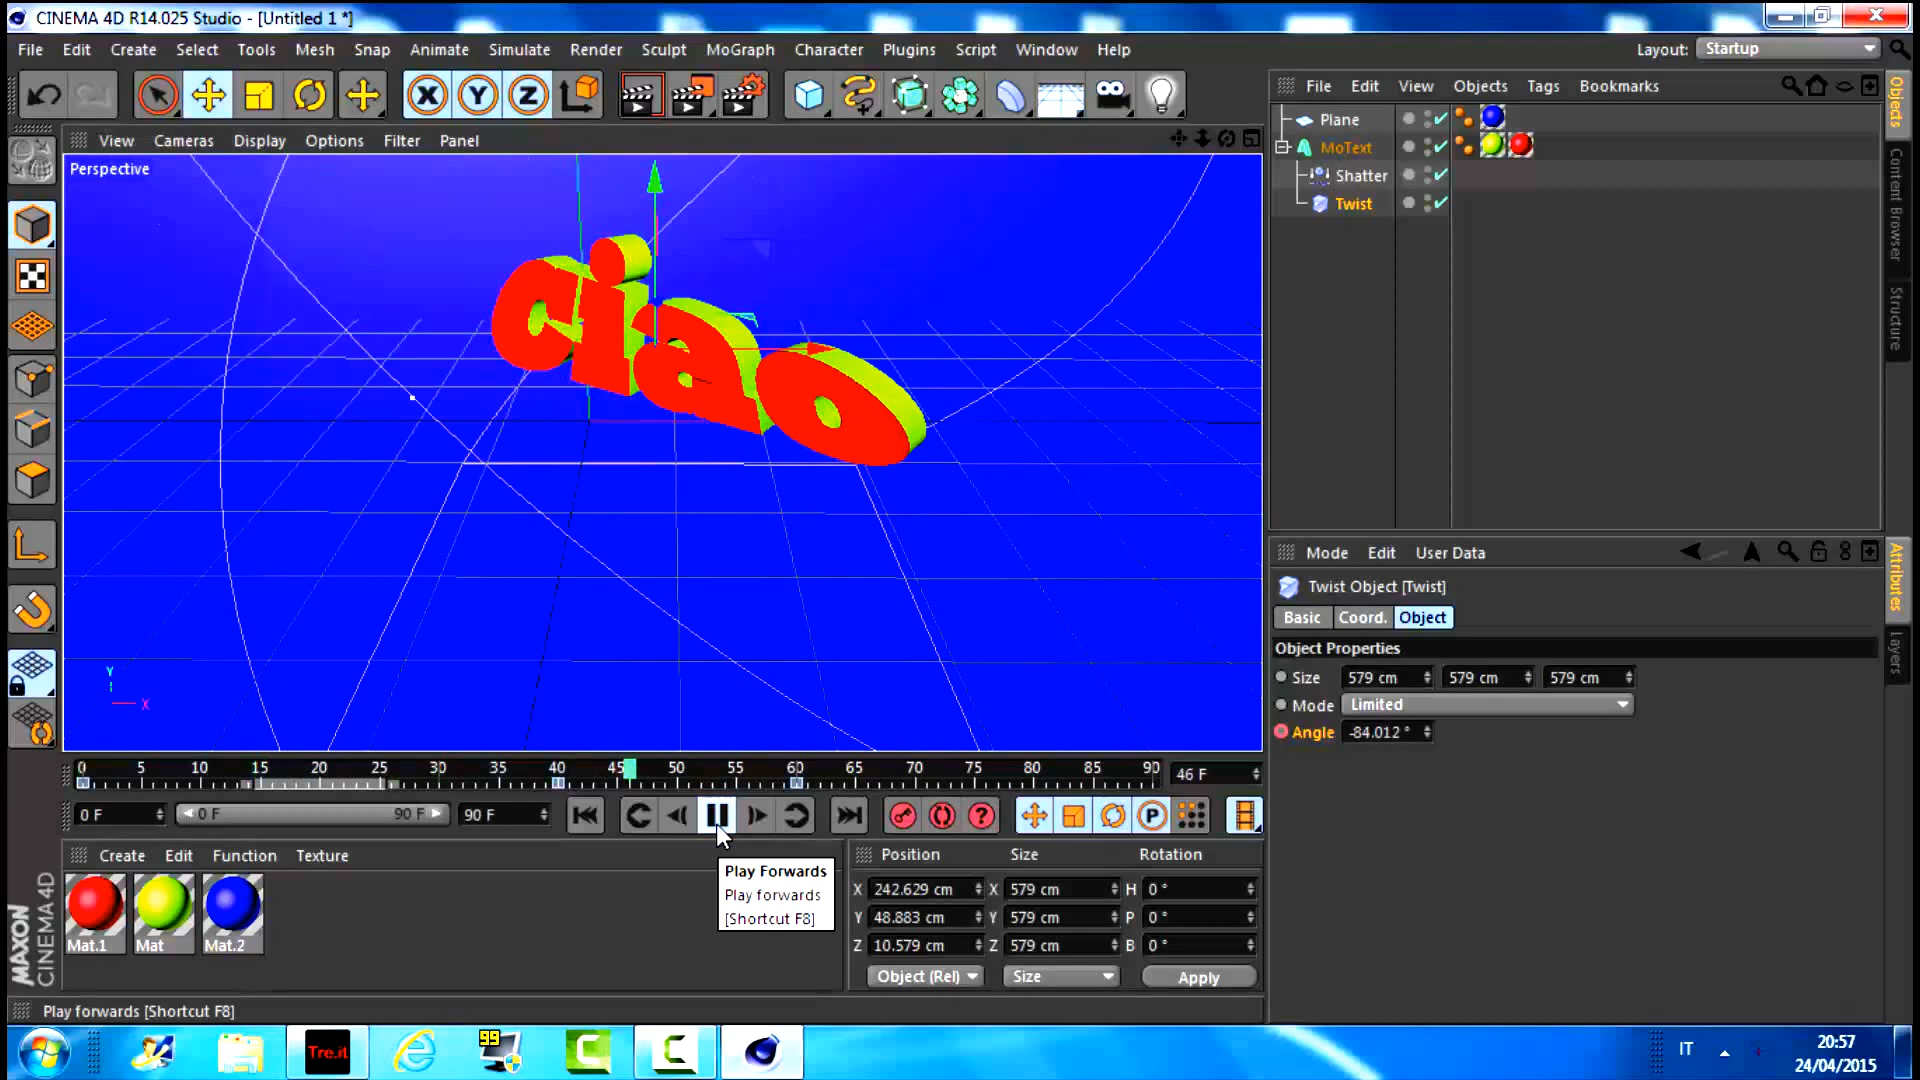 CINEMA 4D R14.025 Studio - [Untitled 1 *]
File Edit Create Select Tools Mesh Snap Animate Simulate Render Sculpt MoGraph Character Plugins Script Window Help
Layout: Startup
X Y Z
File Edit View Objects Tags Bookmarks
Objects
Content Browser
Structure
Plane
MoText
Shatter
Twist
View Cameras Display Options Filter Panel
Perspective
ciao
Y
X
Mode Edit User Data
Attributes
Layers
Twist Object [Twist]
Basic Coord. Object
Object Properties
Size 579 cm 579 cm 579 cm
Mode Limited
Angle -84.012 °
0 5 10 15 20 25 30 35 40 45 50 55 60 65 70 75 80 85 90 46 F
0 F 0 F 90 F 90 F
? P
Create Edit Function Texture
Mat.1 Mat Mat.2
Play Forwards
Play forwards
[Shortcut F8]
Position Size Rotation
X 242.629 cm X 579 cm H 0 °
Y 48.883 cm Y 579 cm P 0 °
Z 10.579 cm Z 579 cm B 0 °
Object (Rel) Size Apply
MAXON
CINEMA 4D
Play forwards [Shortcut F8]
Tre.it
99
C
C
IT
20:57
24/04/2015